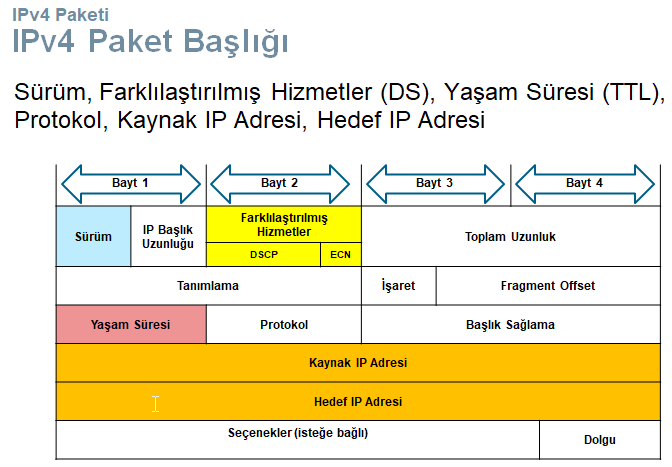 IPv4 Paketi
IPv4 Paket Başlığı
Sürüm, Farklılaştırılmış Hizmetler (DS), Yaşam Süresi (TTL),
Protokol, Kaynak IP Adresi, Hedef IP Adresi
Bayt 1
Bayt 2
Bayt 3
Bayt 4
Sürüm
IP Başlık
Uzunluğu
Farklılaştırılmış
Hizmetler
DSCP
ECN
Toplam Uzunluk
Tanımlama
İşaret
Fragment Offset
Yaşam Süresi
Protokol
Başlık Sağlama
Kaynak IP Adresi
Hedef IP Adresi
Seçenekler (isteğe bağlı)
Dolgu